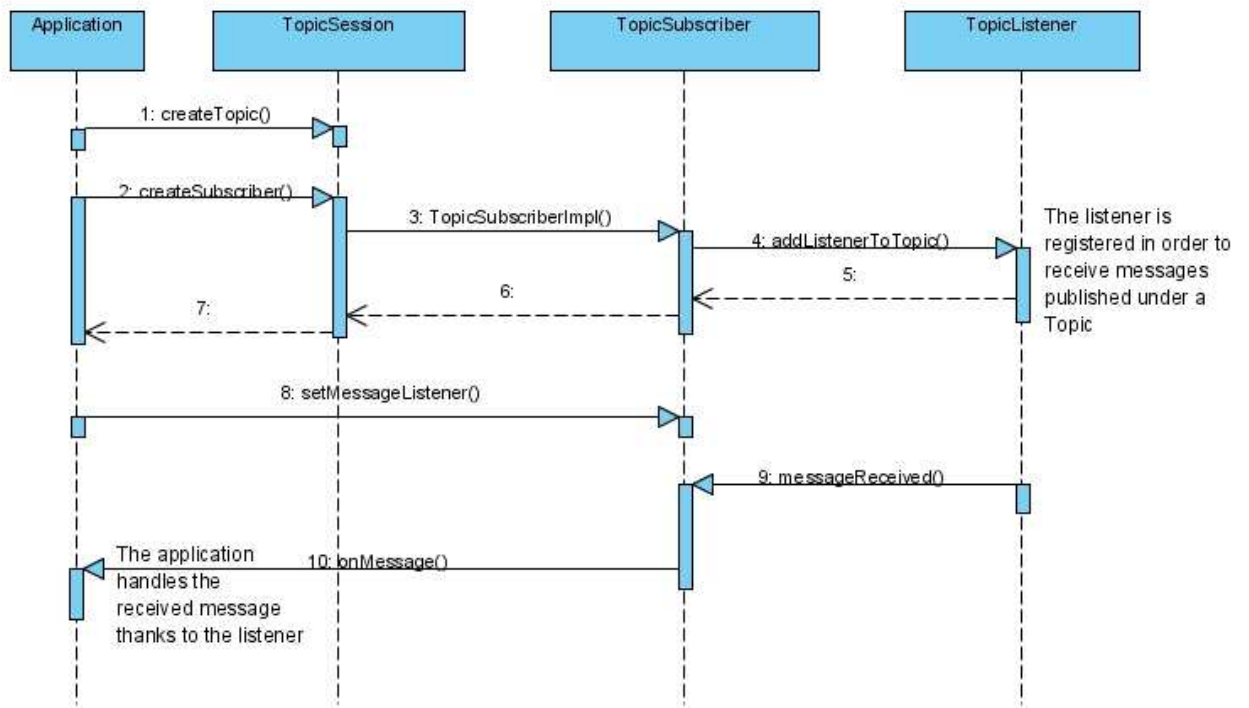 Application
TopicSession
TopicSubscriber
TopicListener
1: createTopic()
2: createSubscriber()
3: TopicSubscriberImpl()
4: addListenerToTopic()
The listener is
registered in order to
receive messages
published under a
Topic
5:
6:
7:
8: setMessageListener()
9: messageReceived()
10: onMessage()
The application
handles the
received message
thanks to the listener